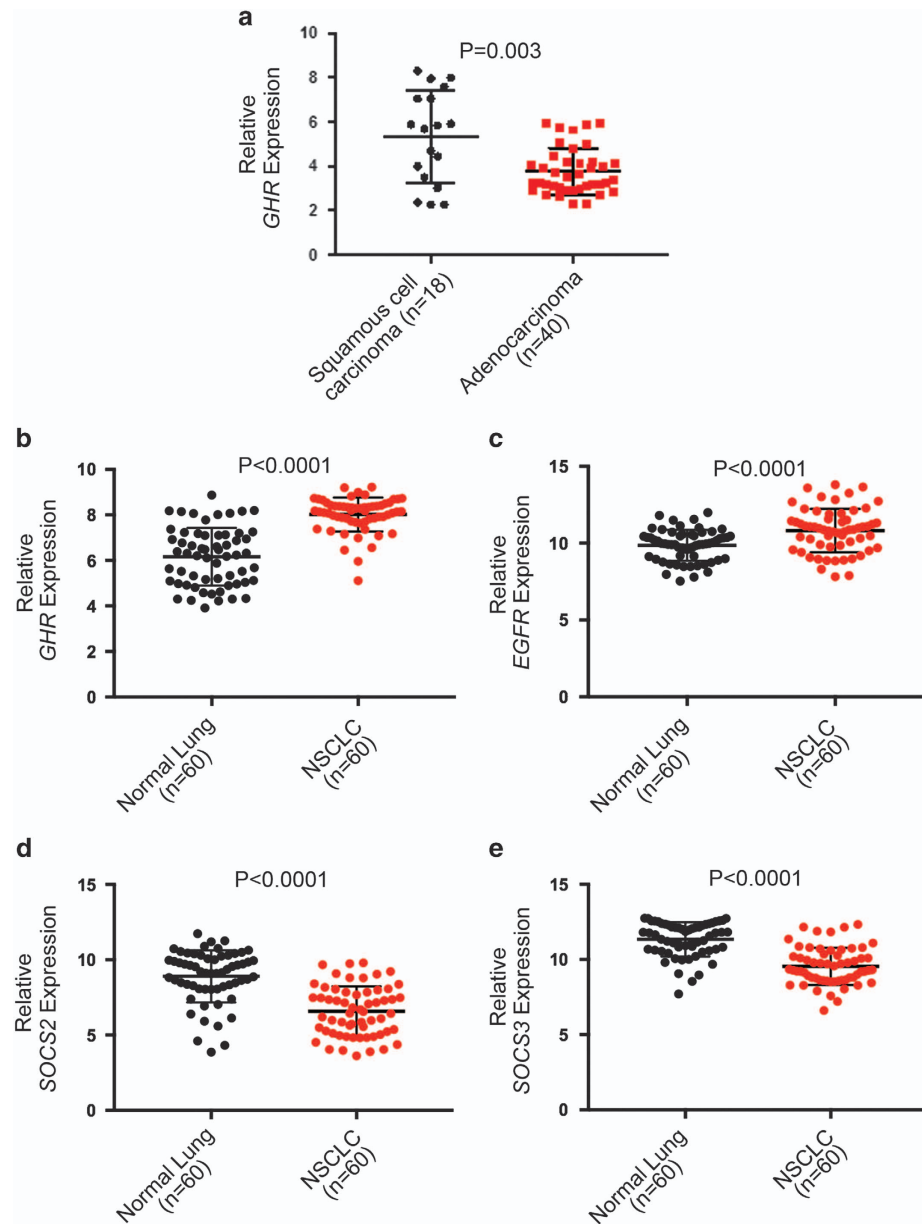 a
10
8
6
4
2
0
Relative
GHR Expression
P=0.003
Squamous cell
carcinoma (n=18)
Adenocarcinoma
(n=40)
b
10
8
6
4
2
0
Relative
GHR Expression
P<0.0001
Normal Lung
(n=60)
NSCLC
(n=60)
c
15
10
5
0
Relative
EGFR Expression
P<0.0001
Normal Lung
(n=60)
NSCLC
(n=60)
d
15
10
5
0
Relative
SOCS2 Expression
P<0.0001
Normal Lung
(n=60)
NSCLC
(n=60)
e
15
10
5
0
Relative
SOCS3 Expression
P<0.0001
Normal Lung
(n=60)
NSCLC
(n=60)